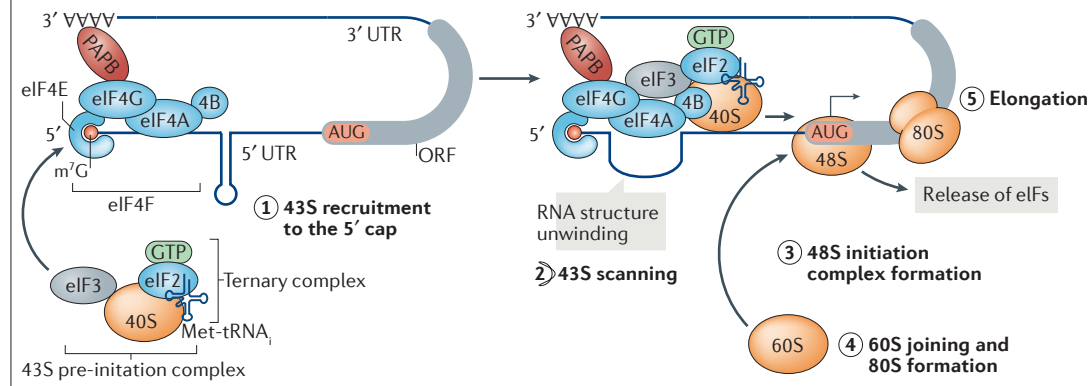 3′ AAAA
PAPB
3′ UTR
eIF4E
eIF4G
4B
eIF4A
5′
AUG
m⁷G
5′ UTR
ORF
eIF4F
1 43S recruitment
to the 5′ cap
GTP
eIF3
eIF2
Ternary complex
40S
Met-tRNAᵢ
43S pre-initation complex
3′ AAAA
PAPB
GTP
eIF3
eIF2
eIF4G
4B
40S
eIF4A
5′
AUG
48S
80S
5 Elongation
Release of eIFs
RNA structure
unwinding
2 43S scanning
3 48S initiation
complex formation
60S
4 60S joining and
80S formation